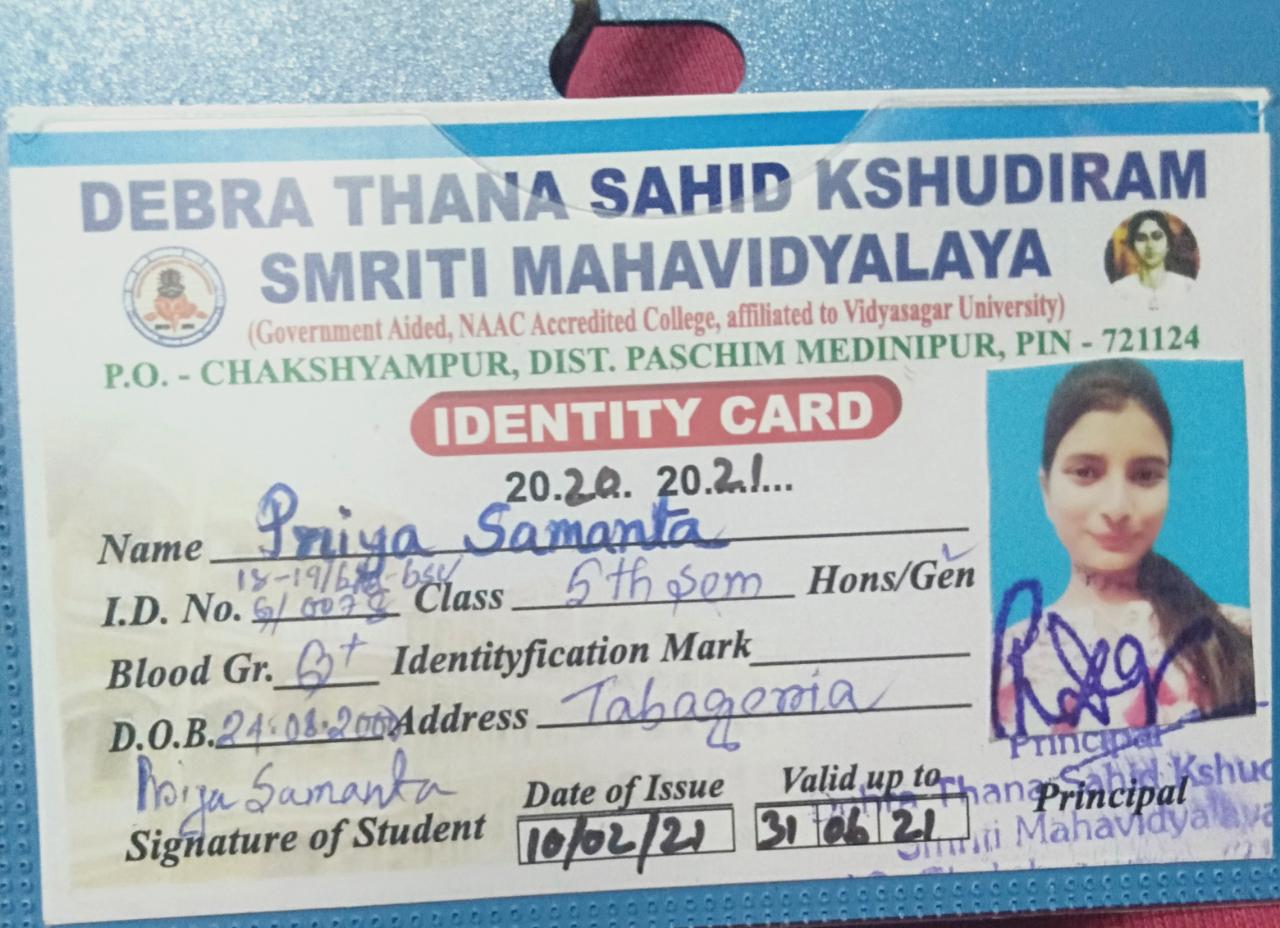 DEBRA THANA SAHID KSHUDIRAM
SMRITI MAHAVIDYALAYA
(Government Aided, NAAC Accredited College, affiliated to Vidyasagar University)
P.O. - CHAKSHYAMPUR, DIST. PASCHIM MEDINIPUR, PIN - 721124
IDENTITY CARD
20.20. 20.21...
Name Priya Samanta
I.D. No. Class 5th Sem Hons/Gen
Blood Gr. B+ Identityfication Mark
D.O.B. Address Tabageria
Priya Samanta
Signature of Student
Date of Issue 10/02/21
Valid up to 31 06 21
Principal
Principal
Thana Sahid Kshud
Smriti Mahavidyalaya